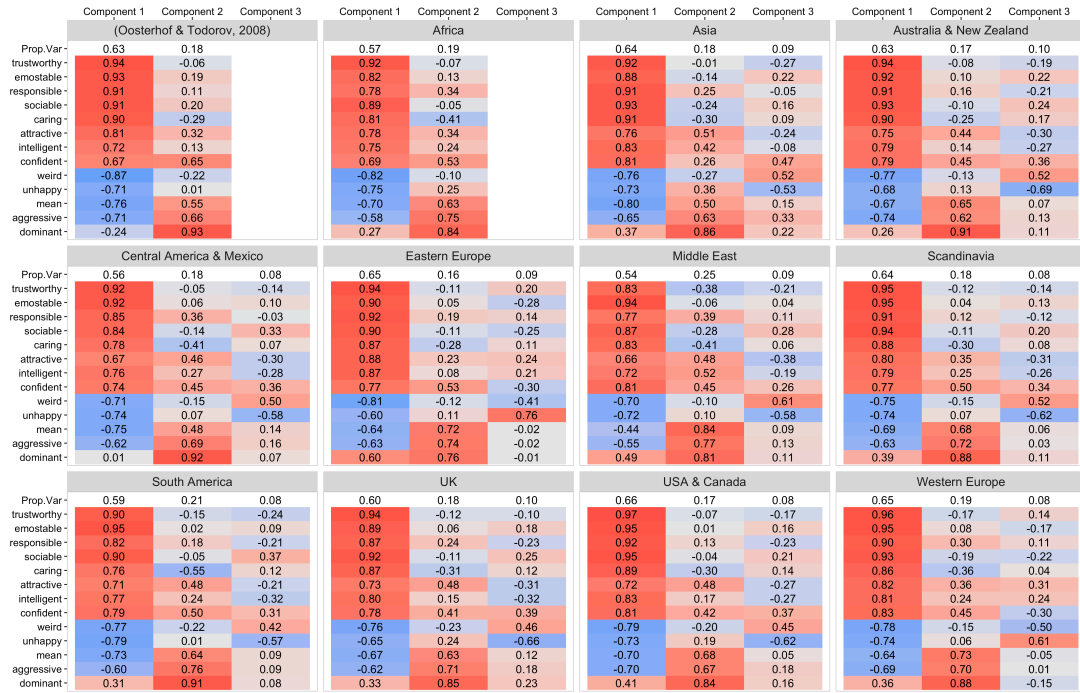 Component 1 Component 2 Component 3 Component 1 Component 2 Component 3 Component 1 Component 2 Component 3 Component 1 Component 2 Component 3
(Oosterhof & Todorov, 2008) Africa Asia Australia & New Zealand
Prop.Var 0.63 0.18 0.57 0.19 0.64 0.18 0.09 0.63 0.17 0.10
trustworthy 0.94 -0.06 0.92 -0.07 0.92 -0.01 -0.27 0.94 -0.08 -0.19
emostable 0.93 0.19 0.82 0.13 0.88 -0.14 0.22 0.92 0.10 0.22
responsible 0.91 0.11 0.78 0.34 0.91 0.25 -0.05 0.91 0.16 -0.21
sociable 0.91 0.20 0.89 -0.05 0.93 -0.24 0.16 0.93 -0.10 0.24
caring 0.90 -0.29 0.81 -0.41 0.91 -0.30 0.09 0.90 -0.25 0.17
attractive 0.81 0.32 0.78 0.34 0.76 0.51 -0.24 0.75 0.44 -0.30
intelligent 0.72 0.13 0.75 0.24 0.83 0.42 -0.08 0.79 0.14 -0.27
confident 0.67 0.65 0.69 0.53 0.81 0.26 0.47 0.79 0.45 0.36
weird -0.87 -0.22 -0.82 -0.10 -0.76 -0.27 0.52 -0.77 -0.13 0.52
unhappy -0.71 0.01 -0.75 0.25 -0.73 0.36 -0.53 -0.68 0.13 -0.69
mean -0.76 0.55 -0.70 0.63 -0.80 0.50 0.15 -0.67 0.65 0.07
aggressive -0.71 0.66 -0.58 0.75 -0.65 0.63 0.33 -0.74 0.62 0.13
dominant -0.24 0.93 0.27 0.84 0.37 0.86 0.22 0.26 0.91 0.11
Central America & Mexico Eastern Europe Middle East Scandinavia
Prop.Var 0.56 0.18 0.08 0.65 0.16 0.09 0.54 0.25 0.09 0.64 0.18 0.08
trustworthy 0.92 -0.05 -0.14 0.94 -0.11 0.20 0.83 -0.38 -0.21 0.95 -0.12 -0.14
emostable 0.92 0.06 0.10 0.90 0.05 -0.28 0.94 -0.06 0.04 0.95 0.04 0.13
responsible 0.85 0.36 -0.03 0.92 0.19 0.14 0.77 0.39 0.11 0.91 0.12 -0.12
sociable 0.84 -0.14 0.33 0.90 -0.11 -0.25 0.87 -0.28 0.28 0.94 -0.11 0.20
caring 0.78 -0.41 0.07 0.87 -0.28 0.11 0.83 -0.41 0.06 0.88 -0.30 0.08
attractive 0.67 0.46 -0.30 0.88 0.23 0.24 0.66 0.48 -0.38 0.80 0.35 -0.31
intelligent 0.76 0.27 -0.28 0.87 0.08 0.21 0.72 0.52 -0.19 0.79 0.25 -0.26
confident 0.74 0.45 0.36 0.77 0.53 -0.30 0.81 0.45 0.26 0.77 0.50 0.34
weird -0.71 -0.15 0.50 -0.81 -0.12 -0.41 -0.70 -0.10 0.61 -0.75 -0.15 0.52
unhappy -0.74 0.07 -0.58 -0.60 0.11 0.76 -0.72 0.10 -0.58 -0.74 0.07 -0.62
mean -0.75 0.48 0.14 -0.64 0.72 -0.02 -0.44 0.84 0.09 -0.69 0.68 0.06
aggressive -0.62 0.69 0.16 -0.63 0.74 -0.02 -0.55 0.77 0.13 -0.63 0.72 0.03
dominant 0.01 0.92 0.07 0.60 0.76 -0.01 0.49 0.81 0.11 0.39 0.88 0.11
South America UK USA & Canada Western Europe
Prop.Var 0.59 0.21 0.08 0.60 0.18 0.10 0.66 0.17 0.08 0.65 0.19 0.08
trustworthy 0.90 -0.15 -0.24 0.94 -0.12 -0.10 0.97 -0.07 -0.17 0.96 -0.17 0.14
emostable 0.95 0.02 0.09 0.89 0.06 0.18 0.95 0.01 0.16 0.95 0.08 -0.17
responsible 0.82 0.18 -0.21 0.87 0.24 -0.23 0.92 0.13 -0.23 0.90 0.30 0.11
sociable 0.90 -0.05 0.37 0.92 -0.11 0.25 0.95 -0.04 0.21 0.93 -0.19 -0.22
caring 0.76 -0.55 0.12 0.87 -0.31 0.12 0.89 -0.30 0.14 0.86 -0.36 0.04
attractive 0.71 0.48 -0.21 0.73 0.48 -0.31 0.72 0.48 -0.27 0.82 0.36 0.31
intelligent 0.77 0.24 -0.32 0.80 0.15 -0.32 0.83 0.17 -0.27 0.81 0.24 0.24
confident 0.79 0.50 0.31 0.78 0.41 0.39 0.81 0.42 0.37 0.83 0.45 -0.30
weird -0.77 -0.22 0.42 -0.76 -0.23 0.46 -0.79 -0.20 0.45 -0.78 -0.15 -0.50
unhappy -0.79 0.01 -0.57 -0.65 0.24 -0.66 -0.73 0.19 -0.62 -0.74 0.06 0.61
mean -0.73 0.64 0.09 -0.67 0.63 0.12 -0.70 0.68 0.05 -0.64 0.73 -0.05
aggressive -0.60 0.76 0.09 -0.62 0.71 0.18 -0.70 0.67 0.18 -0.69 0.70 0.01
dominant 0.31 0.91 0.08 0.33 0.85 0.23 0.41 0.84 0.16 0.36 0.88 -0.15